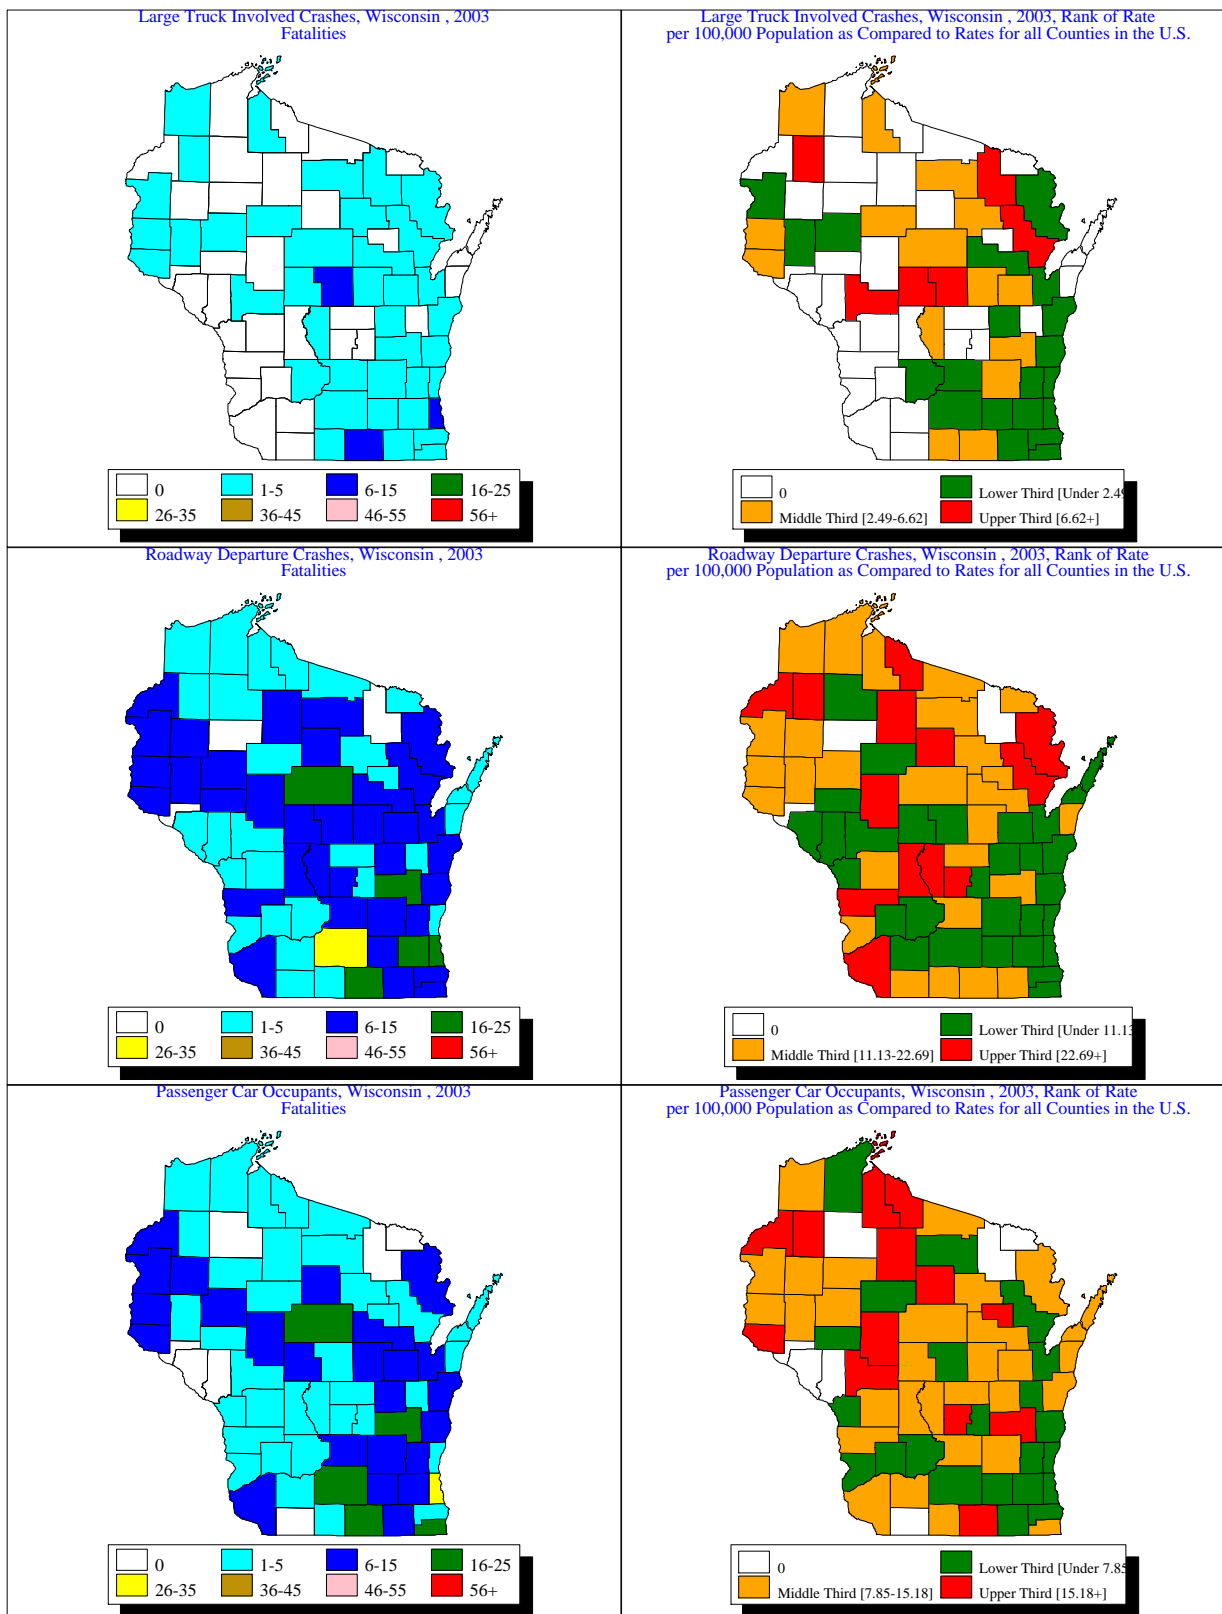 Large Truck Involved Crashes, Wisconsin , 2003
Fatalities
0
1-5
6-15
16-25
26-35
36-45
46-55
56+
Large Truck Involved Crashes, Wisconsin , 2003, Rank of Rate
per 100,000 Population as Compared to Rates for all Counties in the U.S.
0
Lower Third [Under 2.49
Middle Third [2.49-6.62]
Upper Third [6.62+]
Roadway Departure Crashes, Wisconsin , 2003
Fatalities
0
1-5
6-15
16-25
26-35
36-45
46-55
56+
Roadway Departure Crashes, Wisconsin , 2003, Rank of Rate
per 100,000 Population as Compared to Rates for all Counties in the U.S.
0
Lower Third [Under 11.13
Middle Third [11.13-22.69]
Upper Third [22.69+]
Passenger Car Occupants, Wisconsin , 2003
Fatalities
0
1-5
6-15
16-25
26-35
36-45
46-55
56+
Passenger Car Occupants, Wisconsin , 2003, Rank of Rate
per 100,000 Population as Compared to Rates for all Counties in the U.S.
0
Lower Third [Under 7.85
Middle Third [7.85-15.18]
Upper Third [15.18+]